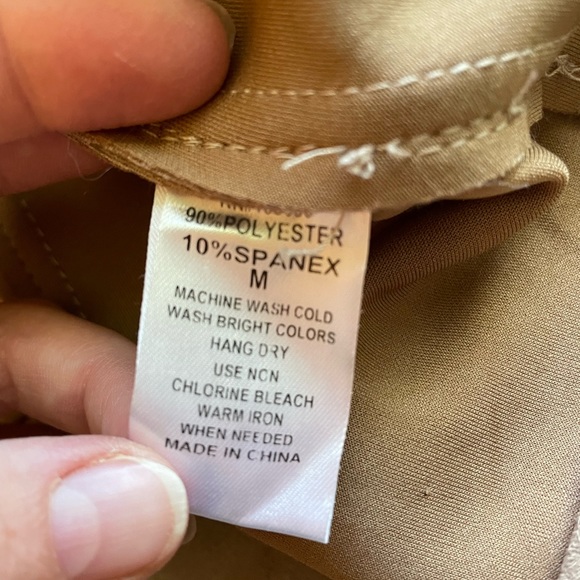 90%POLYESTER
10%SPANEX
M
MACHINE WASH COLD
WASH BRIGHT COLORS
HANG DRY
USE NON
CHLORINE BLEACH
WARM IRON
WHEN NEEDED
MADE IN CHINA